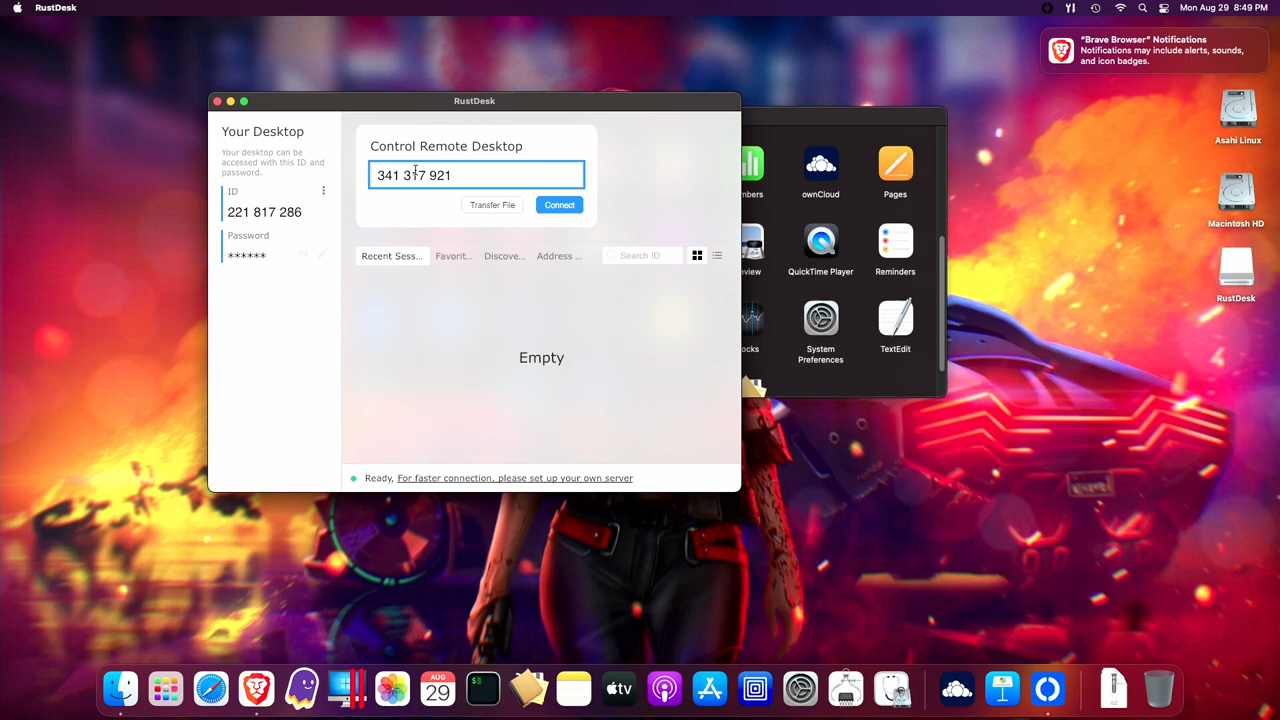 RustDesk
Mon Aug 29 8:49 PM
"Brave Browser" Notifications
Notifications may include alerts, sounds,
and icon badges.
RustDesk
Your Desktop
Your desktop can be
accessed with this ID and
password.
ID
221 817 286
Password
******
Control Remote Desktop
341 317 921
Transfer File
Connect
Recent Sess...
Favorit...
Discove...
Address ...
Search ID
Empty
Ready, For faster connection, please set up your own server
mbers
ownCloud
Pages
view
QuickTime Player
Reminders
ocks
System
Preferences
TextEdit
Asahi Linux
Macintosh HD
RustDesk
AUG
29
tv